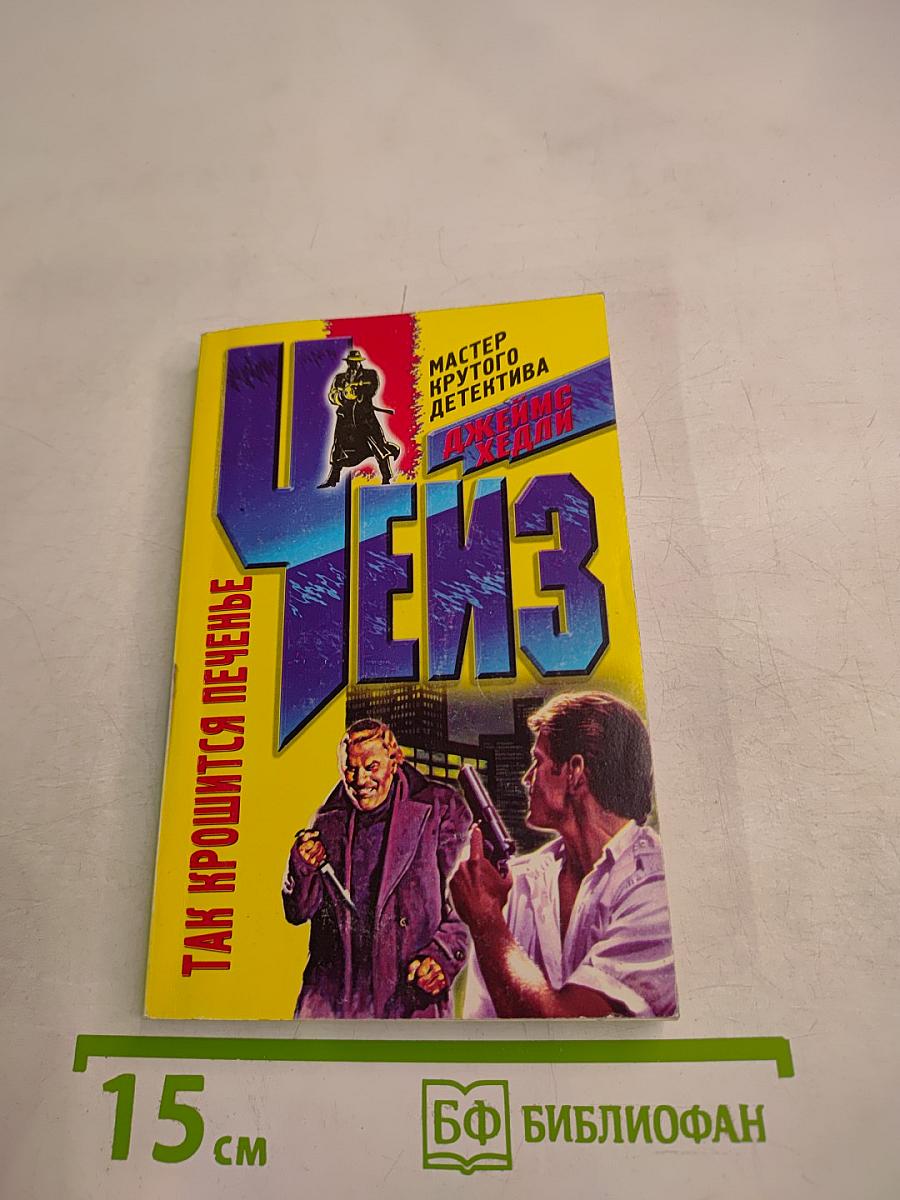 МАСТЕР
КРУТОГО
ДЕТЕКТИВА
ДЖЕЙМС
ХЕДЛИ
ЧЕЙЗ
ТАК КРОШИТСЯ ПЕЧЕНЬЕ
15 см
БФ БИБЛИОФАН